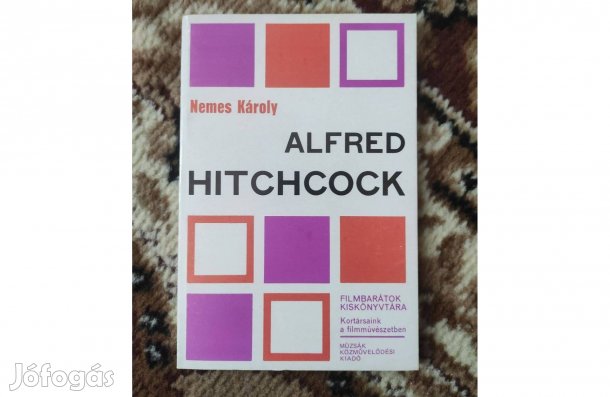 Nemes Károly
ALFRED
HITCHCOCK
FILMBARÁTOK
KISKÖNYVTÁRA
Kortársaink
a filmművészetben
MÚZSÁK
KÖZMŰVELŐDÉSI
KIADÓ
Jófogás